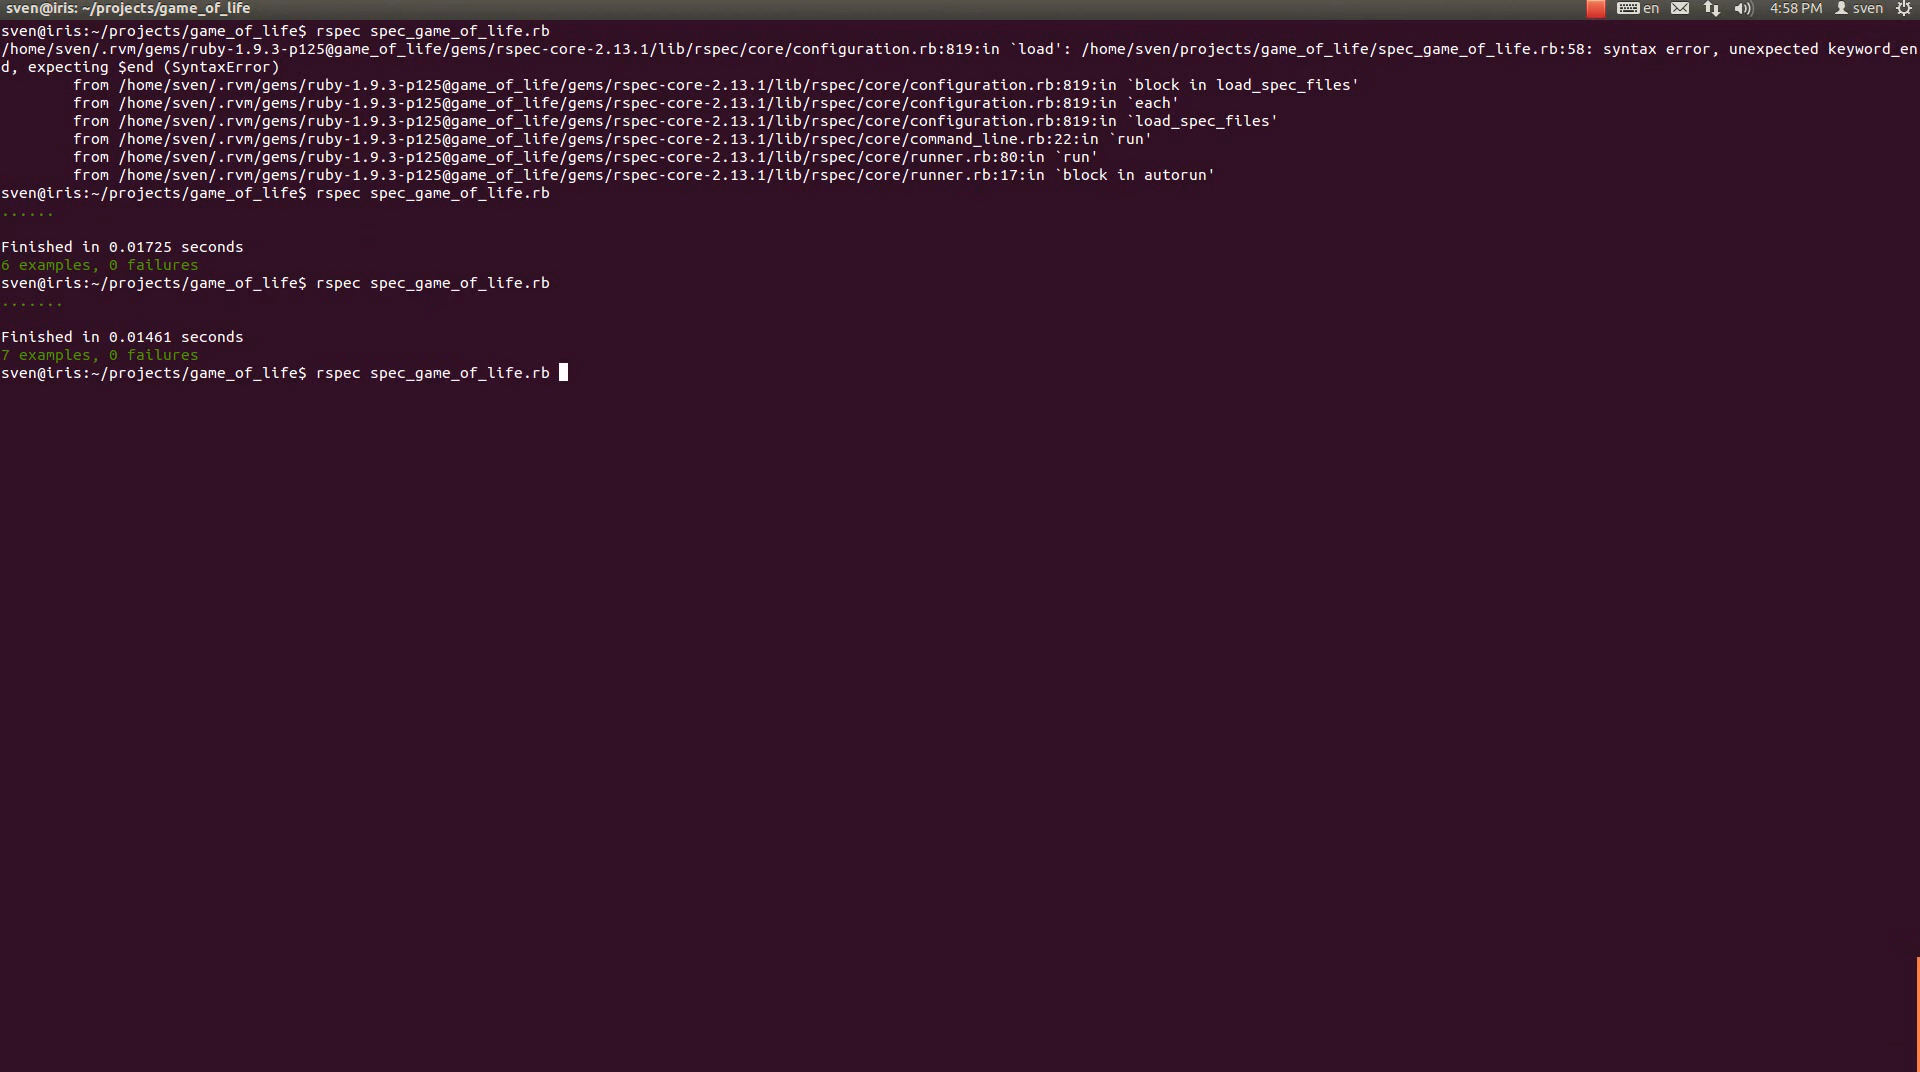 sven@iris: ~/projects/game_of_life
en 4:58 PM sven
sven@iris:~/projects/game_of_life$ rspec spec_game_of_life.rb
/home/sven/.rvm/gems/ruby-1.9.3-p125@game_of_life/gems/rspec-core-2.13.1/lib/rspec/core/configuration.rb:819:in `load': /home/sven/projects/game_of_life/spec_game_of_life.rb:58: syntax error, unexpected keyword_en
d, expecting $end (SyntaxError)
from /home/sven/.rvm/gems/ruby-1.9.3-p125@game_of_life/gems/rspec-core-2.13.1/lib/rspec/core/configuration.rb:819:in `block in load_spec_files'
from /home/sven/.rvm/gems/ruby-1.9.3-p125@game_of_life/gems/rspec-core-2.13.1/lib/rspec/core/configuration.rb:819:in `each'
from /home/sven/.rvm/gems/ruby-1.9.3-p125@game_of_life/gems/rspec-core-2.13.1/lib/rspec/core/configuration.rb:819:in `load_spec_files'
from /home/sven/.rvm/gems/ruby-1.9.3-p125@game_of_life/gems/rspec-core-2.13.1/lib/rspec/core/command_line.rb:22:in `run'
from /home/sven/.rvm/gems/ruby-1.9.3-p125@game_of_life/gems/rspec-core-2.13.1/lib/rspec/core/runner.rb:80:in `run'
from /home/sven/.rvm/gems/ruby-1.9.3-p125@game_of_life/gems/rspec-core-2.13.1/lib/rspec/core/runner.rb:17:in `block in autorun'
sven@iris:~/projects/game_of_life$ rspec spec_game_of_life.rb
......
Finished in 0.01725 seconds
6 examples, 0 failures
sven@iris:~/projects/game_of_life$ rspec spec_game_of_life.rb
.......
Finished in 0.01461 seconds
7 examples, 0 failures
sven@iris:~/projects/game_of_life$ rspec spec_game_of_life.rb